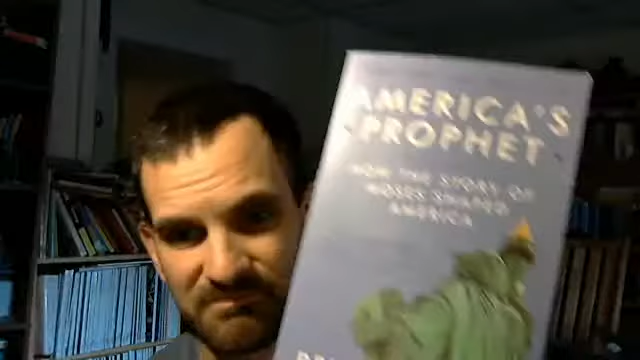 AMERICA'S
PROPHET
HOW THE STORY OF
MOSES SHAPED
AMERICA